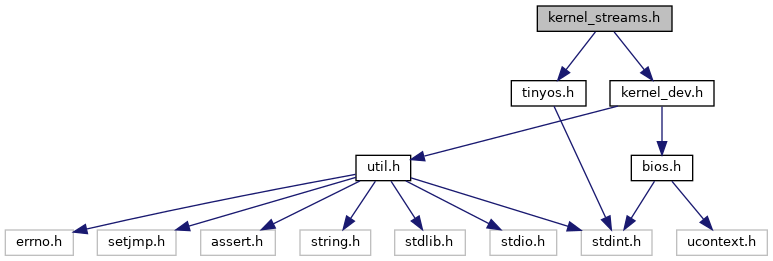 kernel_streams.h
tinyos.h
kernel_dev.h
util.h
bios.h
errno.h
setjmp.h
assert.h
string.h
stdlib.h
stdio.h
stdint.h
ucontext.h